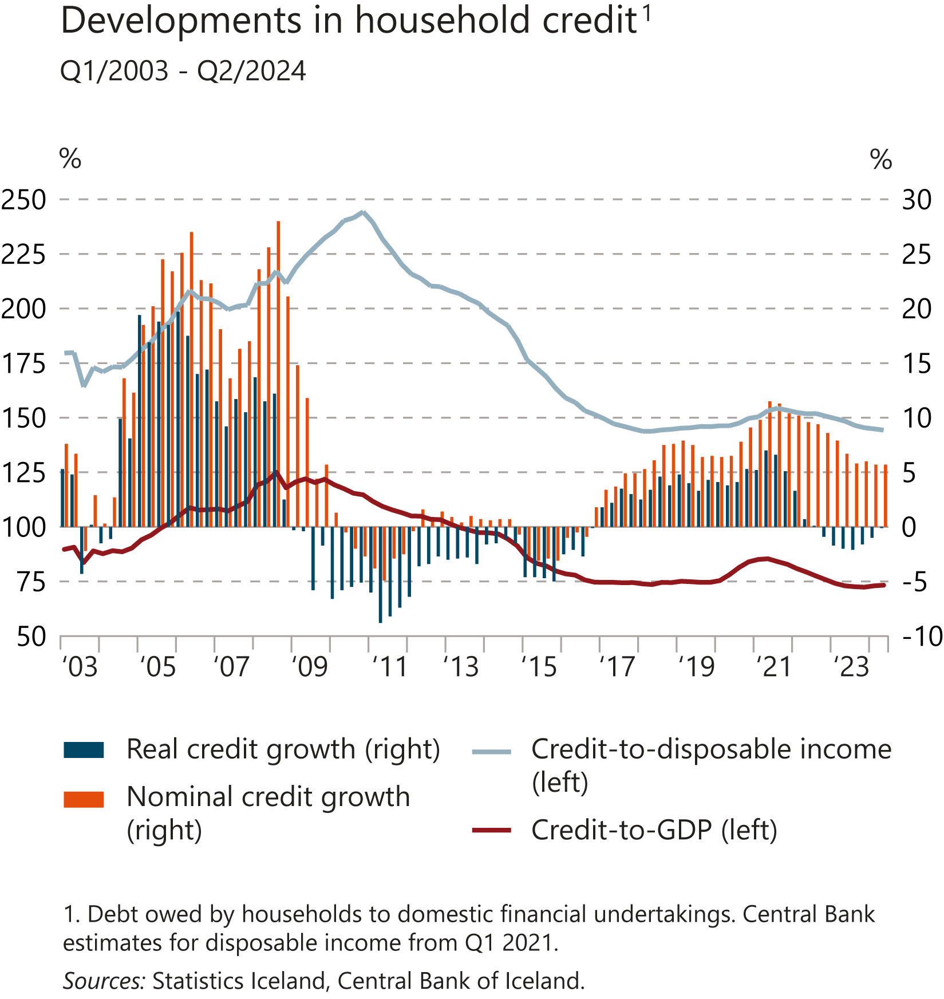 Developments in household credit¹
Q1/2003 - Q2/2024
% %
250 30
225 25
200 20
175 15
150 10
125 5
100 0
75 -5
50 -10
‘03 ‘05 ‘07 ‘09 ‘11 ‘13 ‘15 ‘17 ‘19 ‘21 ‘23
Real credit growth (right)
Nominal credit growth
(right)
Credit-to-disposable income
(left)
Credit-to-GDP (left)
1. Debt owed by households to domestic financial undertakings. Central Bank
estimates for disposable income from Q1 2021.
Sources: Statistics Iceland, Central Bank of Iceland.